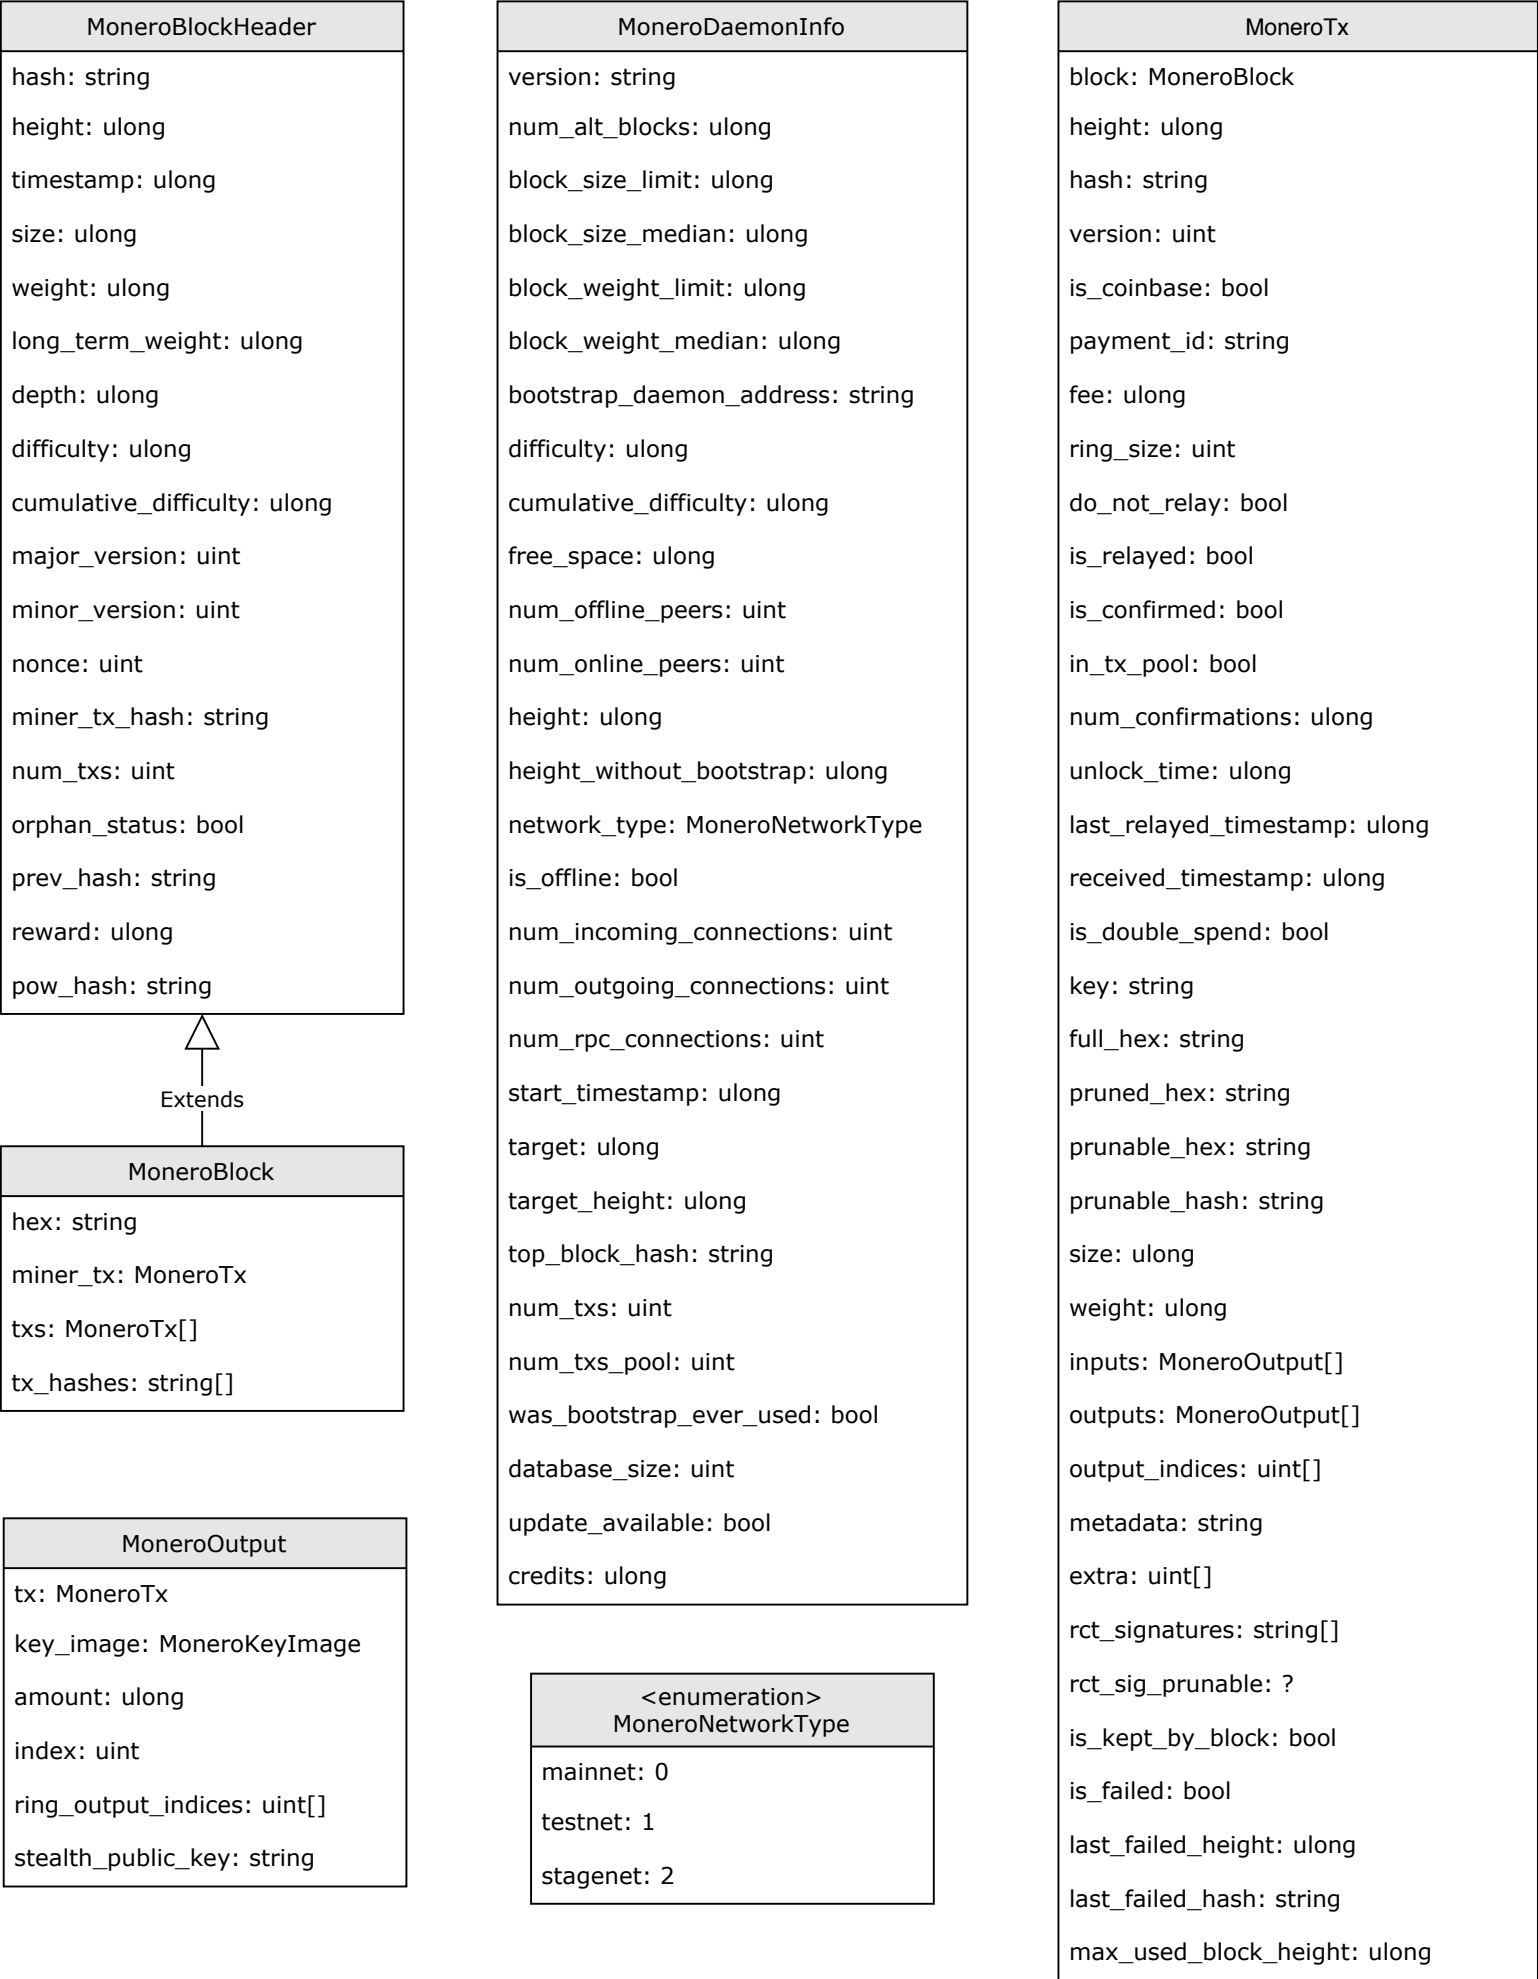 MoneroBlockHeader
hash: string
height: ulong
timestamp: ulong
size: ulong
weight: ulong
long_term_weight: ulong
depth: ulong
difficulty: ulong
cumulative_difficulty: ulong
major_version: uint
minor_version: uint
nonce: uint
miner_tx_hash: string
num_txs: uint
orphan_status: bool
prev_hash: string
reward: ulong
pow_hash: string
Extends
MoneroBlock
hex: string
miner_tx: MoneroTx
txs: MoneroTx[]
tx_hashes: string[]
MoneroOutput
tx: MoneroTx
key_image: MoneroKeyImage
amount: ulong
index: uint
ring_output_indices: uint[]
stealth_public_key: string
MoneroDaemonInfo
version: string
num_alt_blocks: ulong
block_size_limit: ulong
block_size_median: ulong
block_weight_limit: ulong
block_weight_median: ulong
bootstrap_daemon_address: string
difficulty: ulong
cumulative_difficulty: ulong
free_space: ulong
num_offline_peers: uint
num_online_peers: uint
height: ulong
height_without_bootstrap: ulong
network_type: MoneroNetworkType
is_offline: bool
num_incoming_connections: uint
num_outgoing_connections: uint
num_rpc_connections: uint
start_timestamp: ulong
target: ulong
target_height: ulong
top_block_hash: string
num_txs: uint
num_txs_pool: uint
was_bootstrap_ever_used: bool
database_size: uint
update_available: bool
credits: ulong
<enumeration>
MoneroNetworkType
mainnet: 0
testnet: 1
stagenet: 2
MoneroTx
block: MoneroBlock
height: ulong
hash: string
version: uint
is_coinbase: bool
payment_id: string
fee: ulong
ring_size: uint
do_not_relay: bool
is_relayed: bool
is_confirmed: bool
in_tx_pool: bool
num_confirmations: ulong
unlock_time: ulong
last_relayed_timestamp: ulong
received_timestamp: ulong
is_double_spend: bool
key: string
full_hex: string
pruned_hex: string
prunable_hex: string
prunable_hash: string
size: ulong
weight: ulong
inputs: MoneroOutput[]
outputs: MoneroOutput[]
output_indices: uint[]
metadata: string
extra: uint[]
rct_signatures: string[]
rct_sig_prunable: ?
is_kept_by_block: bool
is_failed: bool
last_failed_height: ulong
last_failed_hash: string
max_used_block_height: ulong